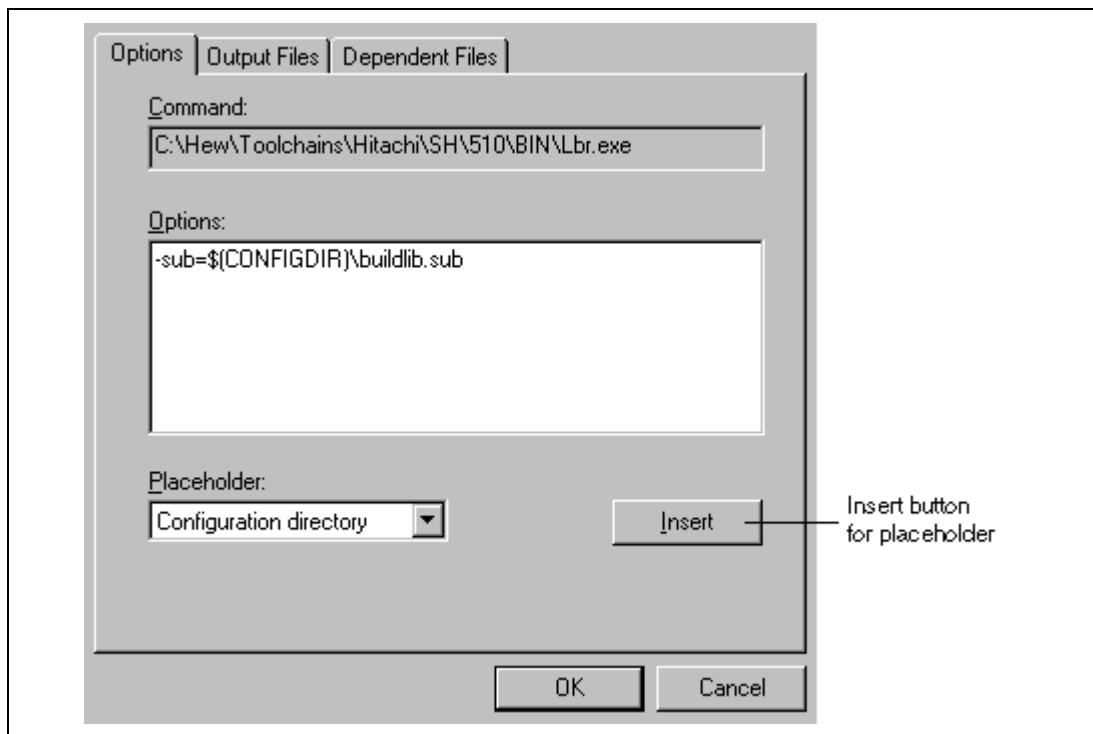 Options Output Files Dependent Files
Command:
C:\Hew\Toolchains\Hitachi\SH\510\BIN\Lbr.exe
Options:
-sub=$(CONFIGDIR)\buildlib.sub
Placeholder:
Configuration directory
Insert
Insert button
for placeholder
OK Cancel